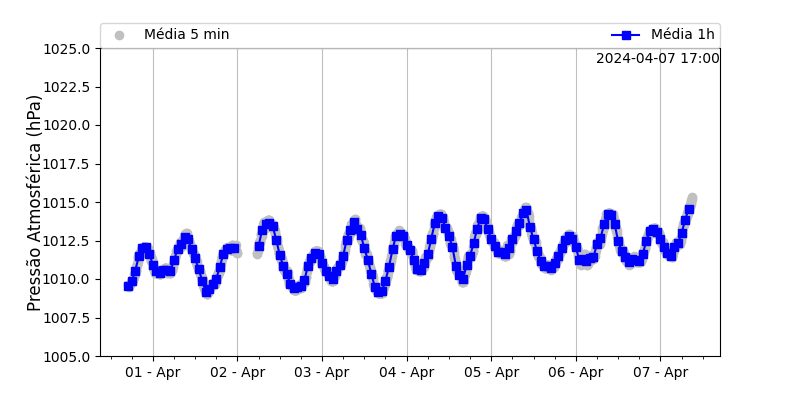 Média 5 min
Média 1h
2024-04-07 17:00
Pressão Atmosférica (hPa)
1025.0
1022.5
1020.0
1017.5
1015.0
1012.5
1010.0
1007.5
1005.0
01 - Apr
02 - Apr
03 - Apr
04 - Apr
05 - Apr
06 - Apr
07 - Apr